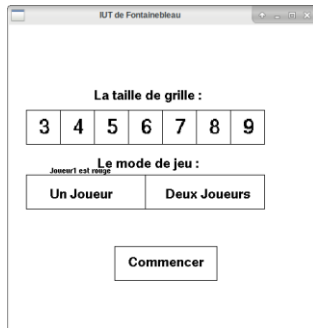 IUT de Fontainebleau
La taille de grille :
3 4 5 6 7 8 9
Le mode de jeu :
Joueur1 est rouge
Un Joueur Deux Joueurs
Commencer